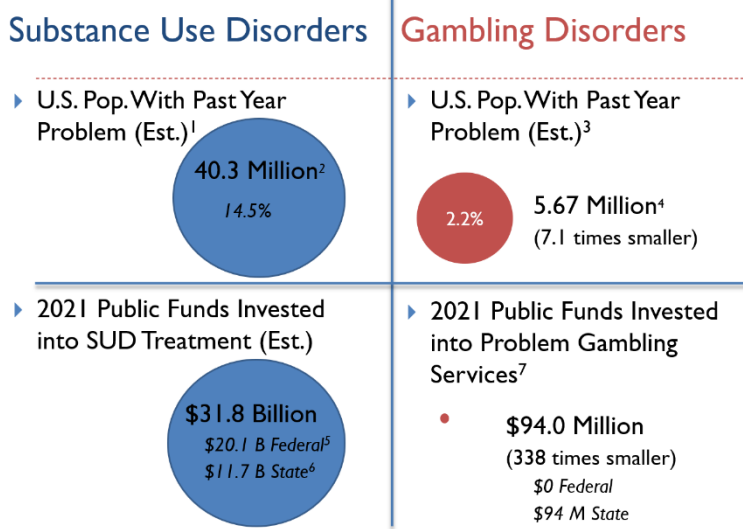 Substance Use Disorders
U.S. Pop. With Past Year
Problem (Est.)¹
40.3 Million²
14.5%
2021 Public Funds Invested
into SUD Treatment (Est.)
$31.8 Billion
$20.1 B Federal⁵
$11.7 B State⁶
Gambling Disorders
U.S. Pop. With Past Year
Problem (Est.)³
2.2%
5.67 Million⁴
(7.1 times smaller)
2021 Public Funds Invested
into Problem Gambling
Services⁷
$94.0 Million
(338 times smaller)
$0 Federal
$94 M State